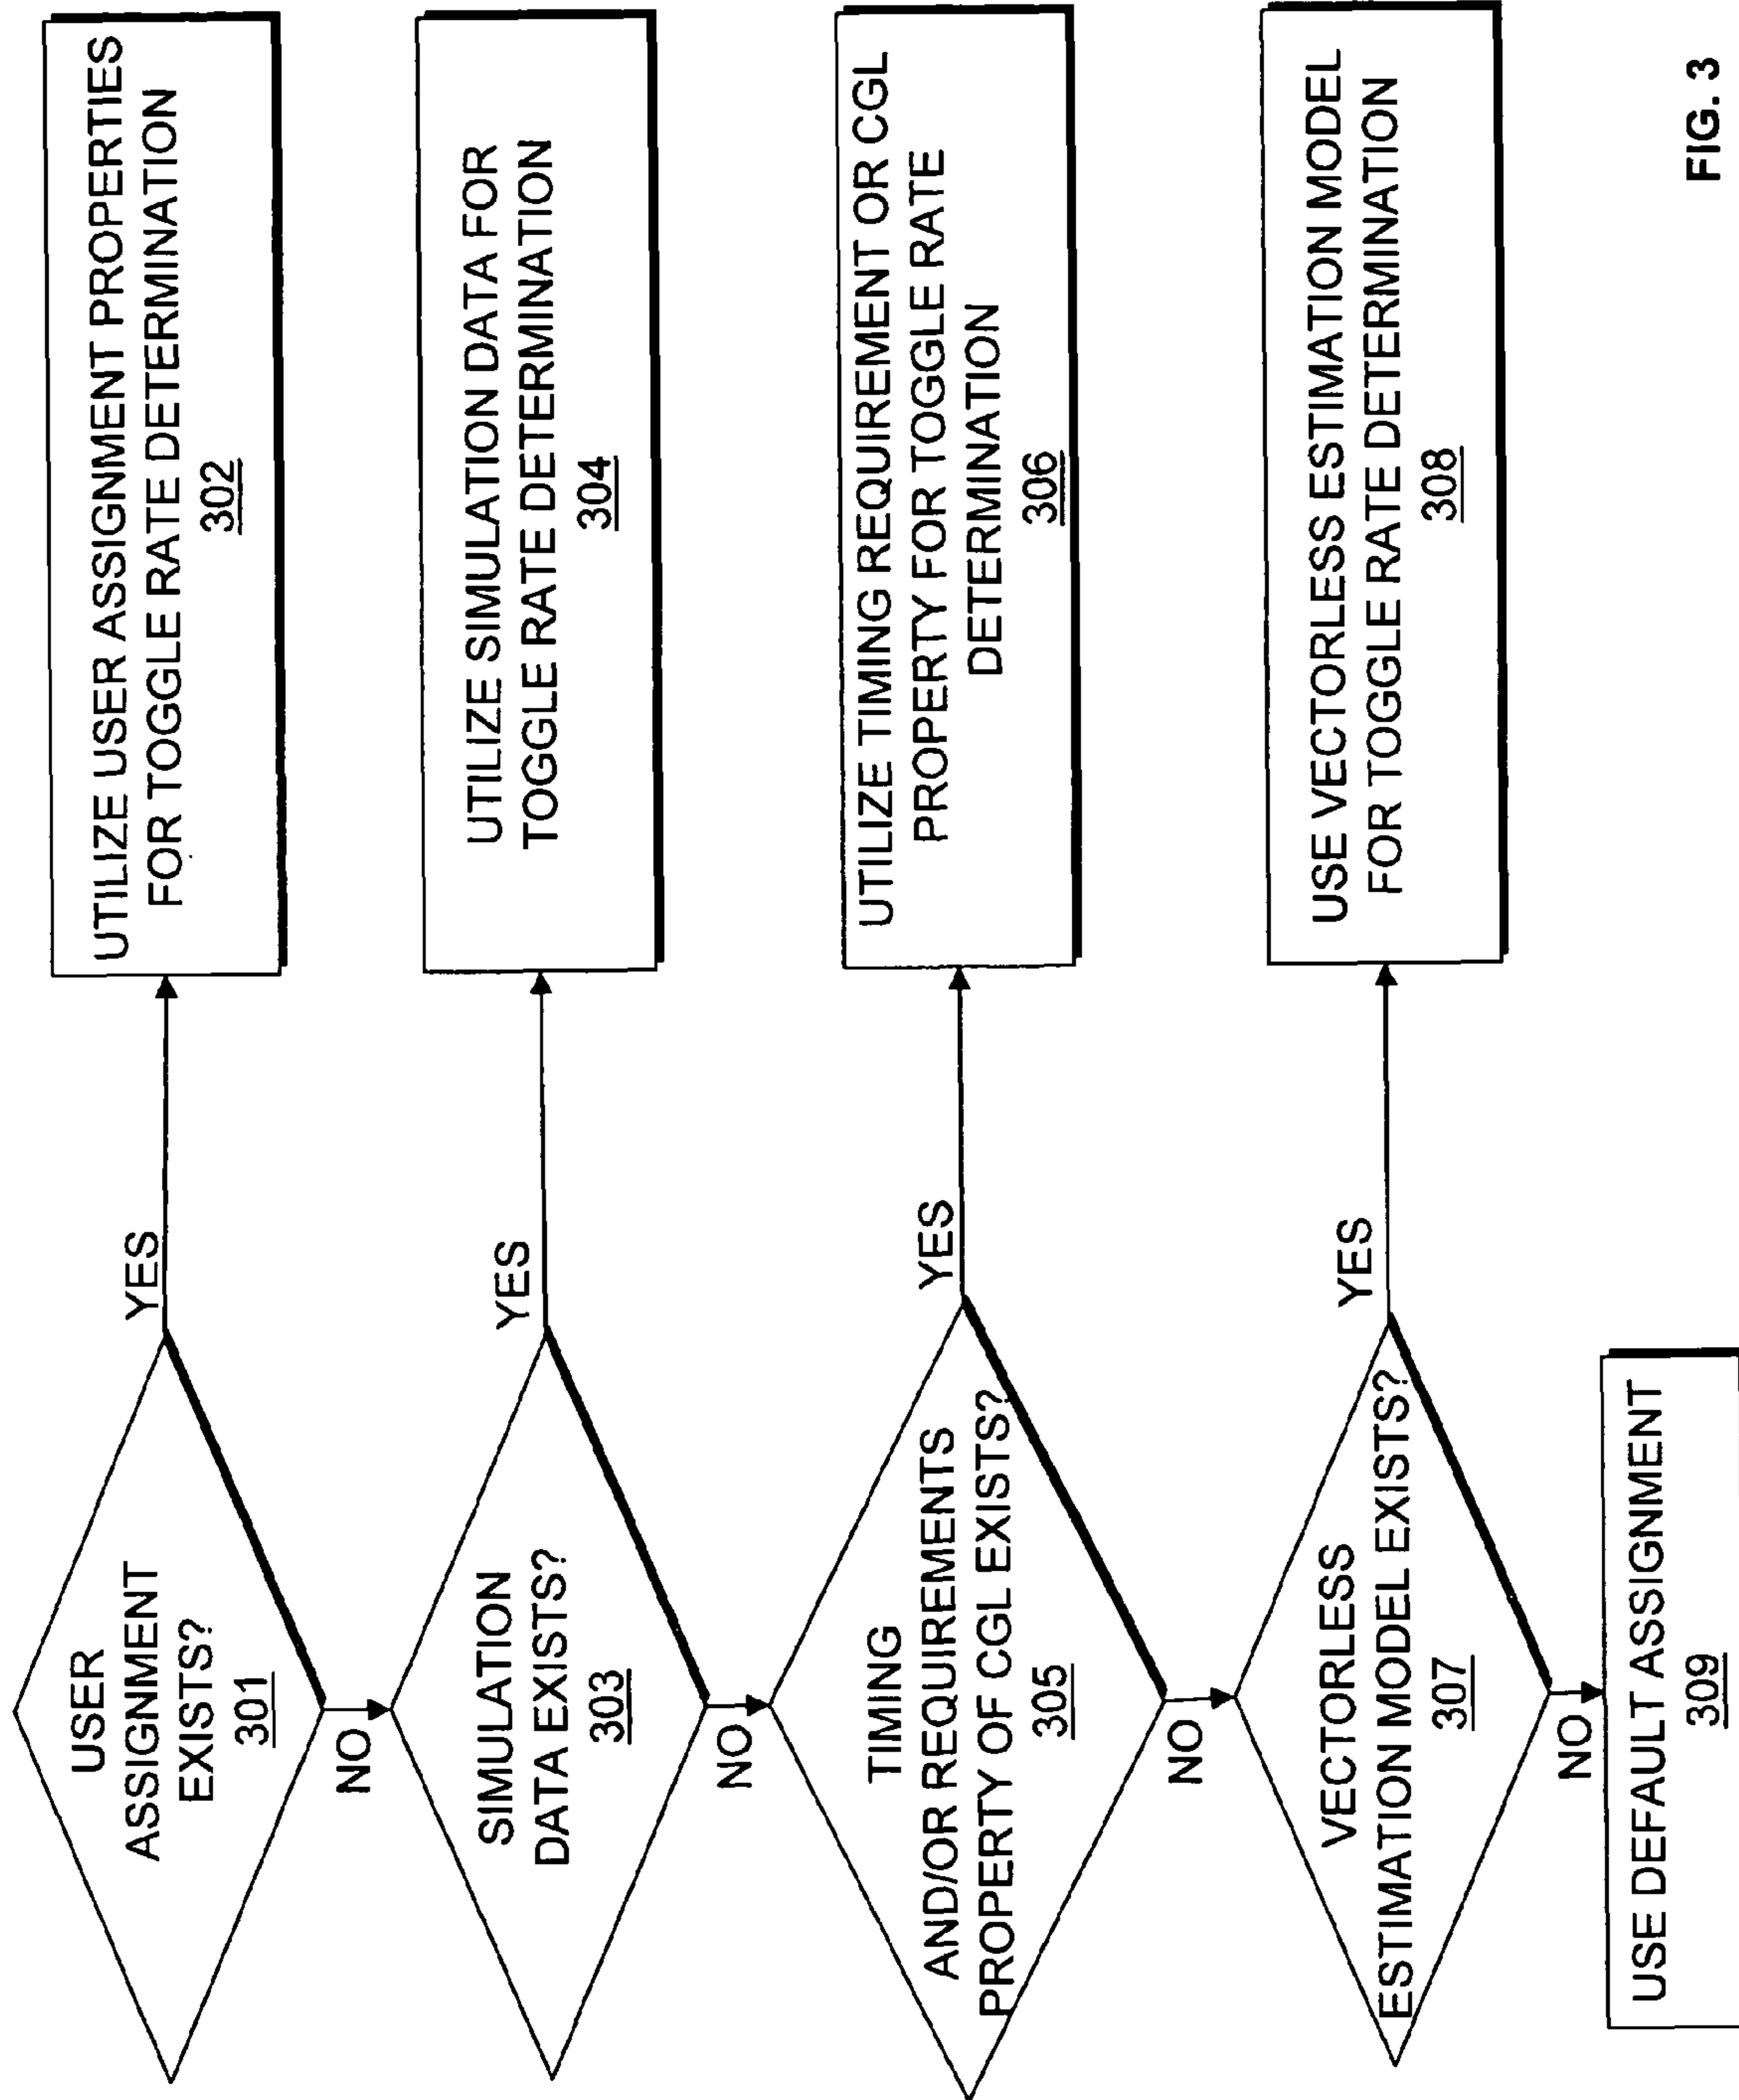 USER
ASSIGNMENT
EXISTS?
301
YES
UTILIZE USER ASSIGNMENT PROPERTIES
FOR TOGGLE RATE DETERMINATION
302
NO
SIMULATION
DATA EXISTS?
303
YES
UTILIZE SIMULATION DATA FOR
TOGGLE RATE DETERMINATION
304
NO
TIMING
AND/OR REQUIREMENTS
PROPERTY OF CGL EXISTS?
305
YES
UTILIZE TIMING REQUIREMENT OR CGL
PROPERTY FOR TOGGLE RATE
DETERMINATION
306
NO
VECTORLESS
ESTIMATION MODEL EXISTS?
307
YES
USE VECTORLESS ESTIMATION MODEL
FOR TOGGLE RATE DETERMINATION
308
NO
USE DEFAULT ASSIGNMENT
309
FIG. 3